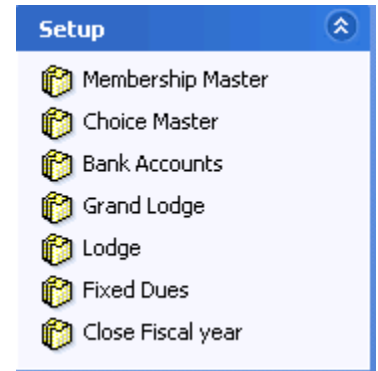 Setup
Membership Master
Choice Master
Bank Accounts
Grand Lodge
Lodge
Fixed Dues
Close Fiscal year